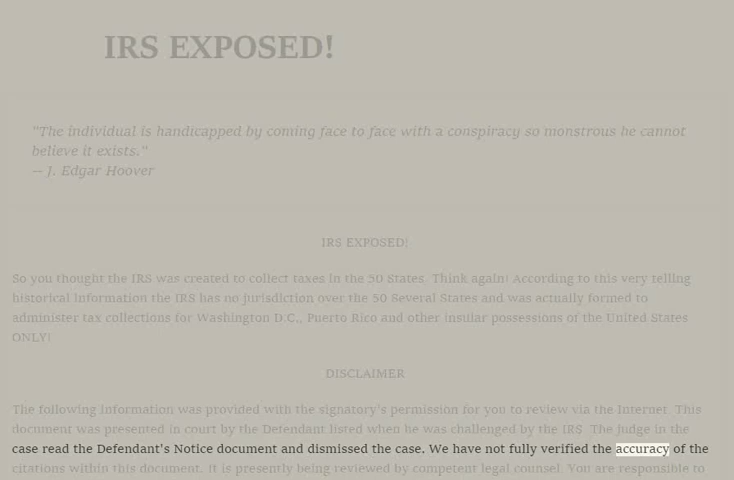 IRS EXPOSED!
"The individual is handicapped by coming face to face with a conspiracy so monstrous he cannot
believe it exists."
-- J. Edgar Hoover
IRS EXPOSED!
So you thought the IRS was created to collect taxes in the 50 States. Think again! According to this very telling
historical information the IRS has no jurisdiction over the 50 Several States and was actually formed to
administer tax collections for Washington D.C., Puerto Rico and other insular possessions of the United States
ONLY!
DISCLAIMER
The following information was provided with the signatory's permission for you to review via the Internet. This
document was presented in court by the Defendant listed when he was challenged by the IRS. The judge in the
case read the Defendant's Notice document and dismissed the case. We have not fully verified the accuracy of the
citations within this document. It is presently being reviewed by competent legal counsel. You are responsible to